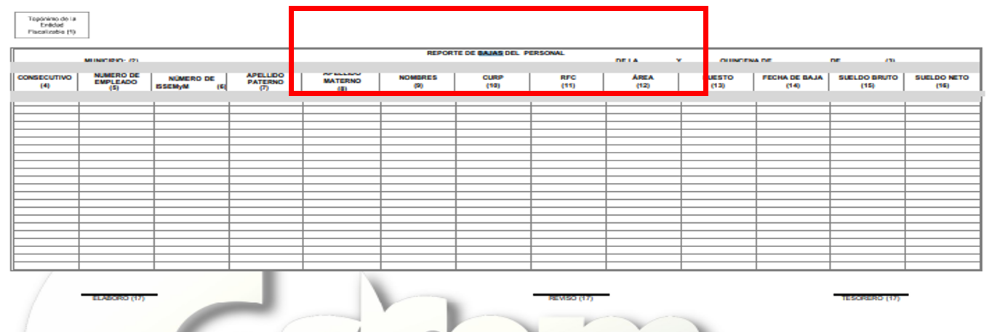 Topónimo de la
Entidad
Fiscalizable (1)
REPORTE DE BAJAS DEL PERSONAL
MUNICIPIO: (2) DE LA Y QUINCENA DE DE (3)
CONSECUTIVO
(4)
NUMERO DE
EMPLEADO
(5)
NÚMERO DE
ISSEMyM (6)
APELLIDO
PATERNO
(7)
APELLIDO
MATERNO
(8)
NOMBRES
(9)
CURP
(10)
RFC
(11)
ÁREA
(12)
UESTO
(13)
FECHA DE BAJA
(14)
SUELDO BRUTO
(15)
SUELDO NETO
(16)
ELABORO (17) REVISO (17) TESORERO (17)